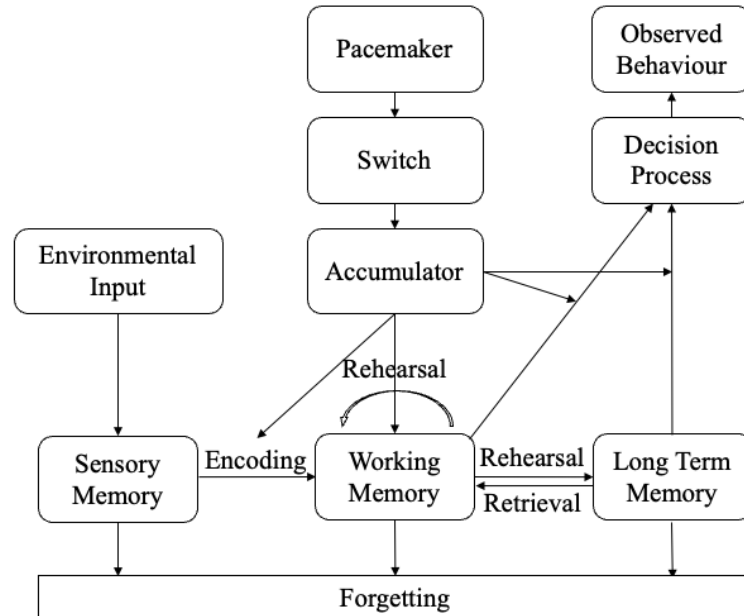 Pacemaker
Observed
Behaviour
Switch
Decision
Process
Environmental
Input
Accumulator
Rehearsal
Sensory
Memory
Encoding
Working
Memory
Rehearsal
Retrieval
Long Term
Memory
Forgetting